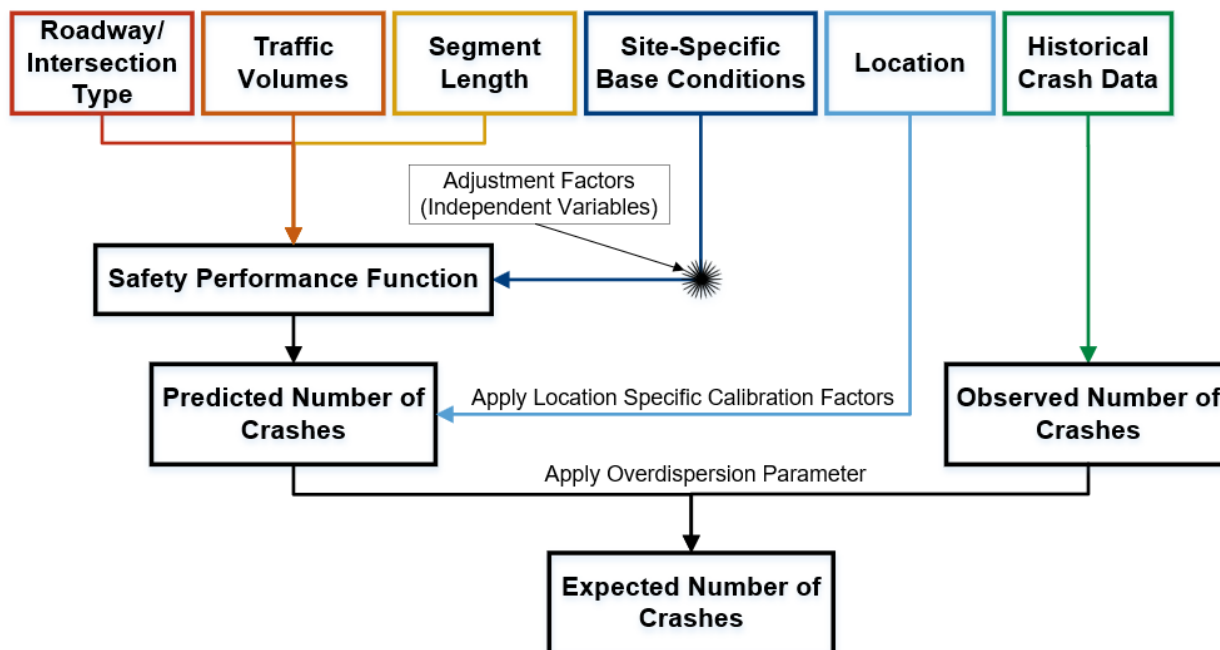 Roadway/
Intersection
Type
Traffic
Volumes
Segment
Length
Site-Specific
Base Conditions
Location
Historical
Crash Data
Adjustment Factors
(Independent Variables)
Safety Performance Function
Predicted Number of
Crashes
Apply Location Specific Calibration Factors
Observed Number of
Crashes
Apply Overdispersion Parameter
Expected Number of
Crashes